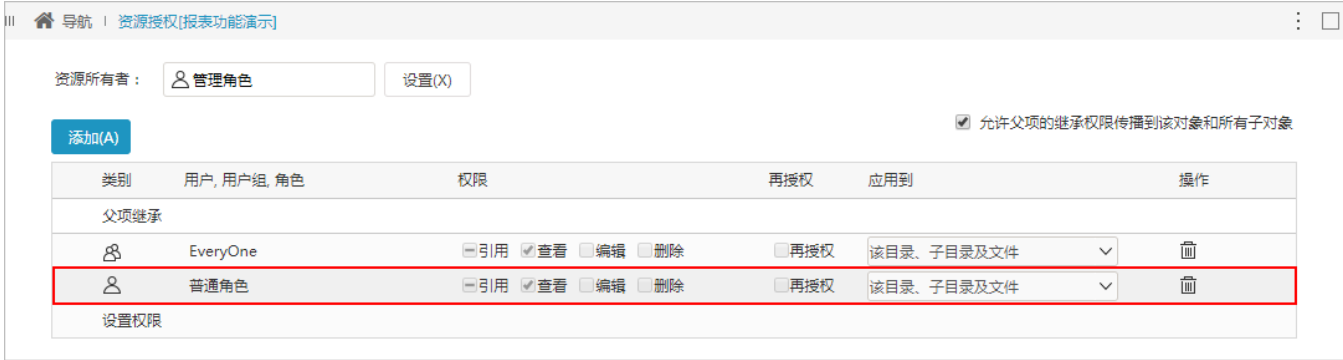 导航 资源授权[报表功能演示]
资源所有者： 管理角色 设置(X)
添加(A) 允许父项的继承权限传播到该对象和所有子对象
类别 用户, 用户组, 角色 权限 再授权 应用到 操作
父项继承
EveryOne 引用 查看 编辑 删除 再授权 该目录、子目录及文件
普通角色 引用 查看 编辑 删除 再授权 该目录、子目录及文件
设置权限